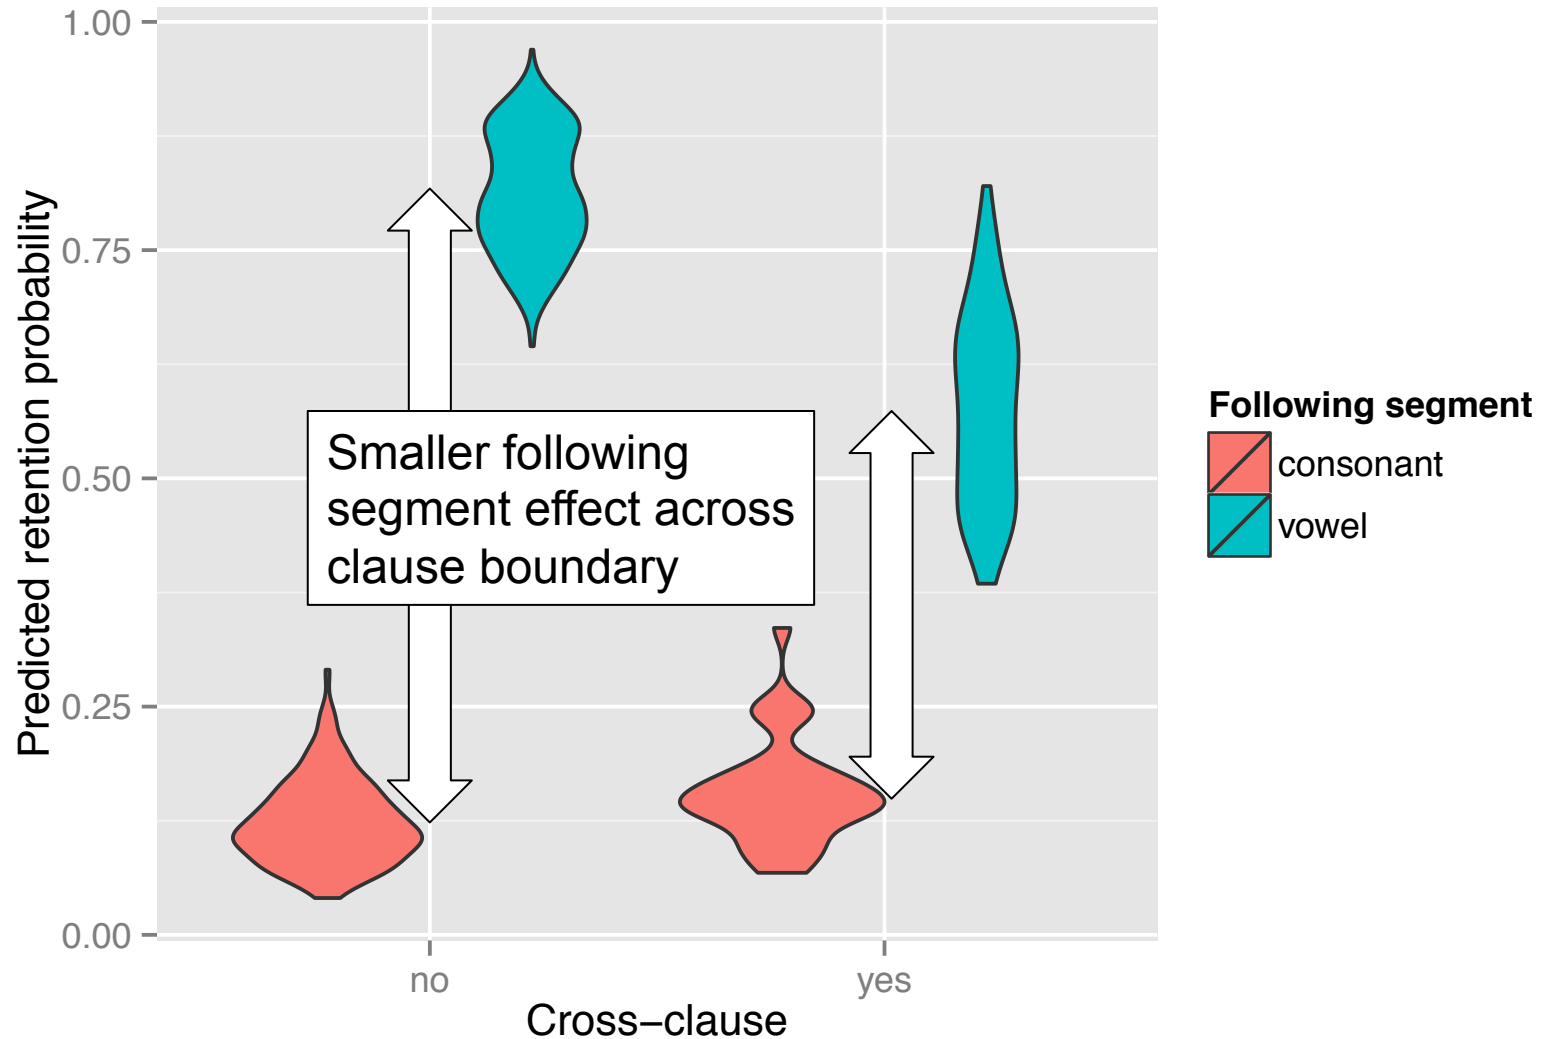 1.00
0.75
0.50
0.25
0.00
Predicted retention probability
Smaller following
segment effect across
clause boundary
no
yes
Cross−clause
Following segment
consonant
vowel